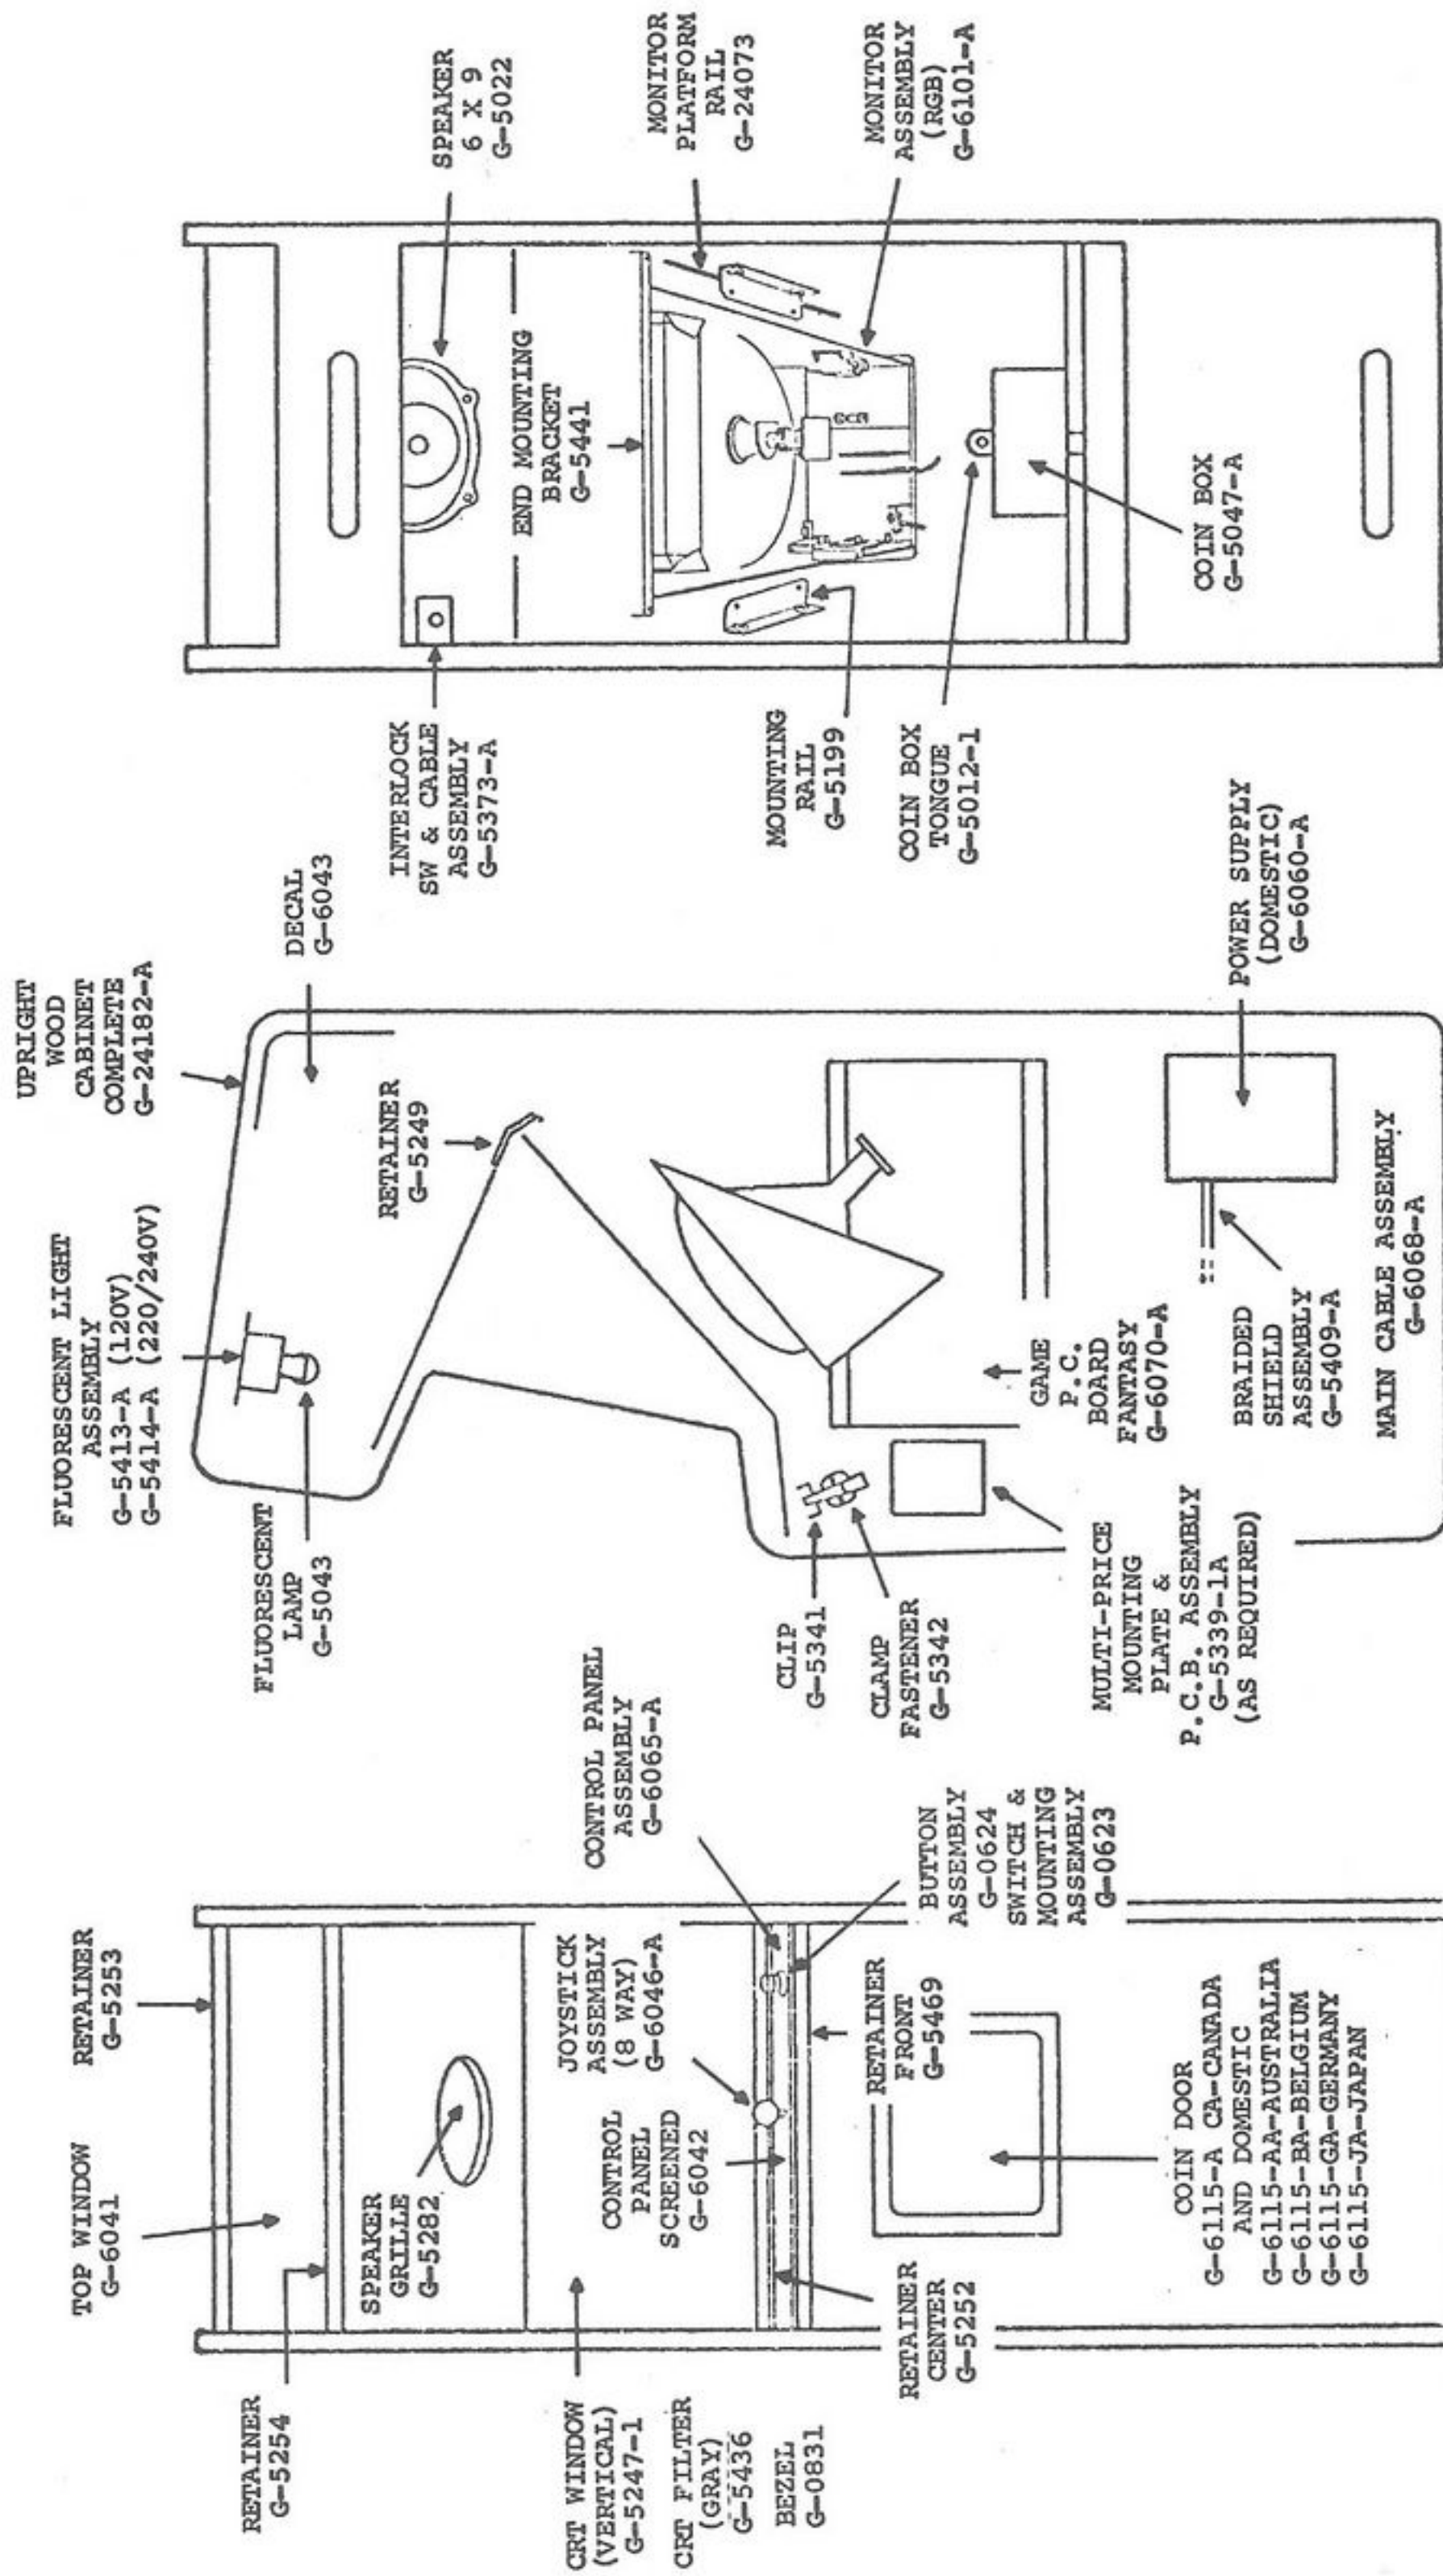 TOP WINDOW
G-6041
RETAINER
G-5253
RETAINER
G-5254
SPEAKER
GRILLE
G-5282
CRT WINDOW
(VERTICAL)
G-5247-1
CRT FILTER
(GRAY)
G-5436
BEZEL
G-0831
CONTROL
PANEL
SCREENED
G-6042
JOYSTICK
ASSEMBLY
(8 WAY)
G-6046-A
CONTROL PANEL
ASSEMBLY
G-6065-A
RETAINER
CENTER
G-5252
RETAINER
FRONT
G-5469
BUTTON
ASSEMBLY
G-0624
SWITCH &
MOUNTING
ASSEMBLY
G-0623
COIN DOOR
G-6115-A CA-CANADA
AND DOMESTIC
G-6115-AA-AUSTRALIA
G-6115-BA-BELGIUM
G-6115-GA-GERMANY
G-6115-JA-JAPAN
FLUORESCENT LIGHT
ASSEMBLY
G-5413-A (120V)
G-5414-A (220/240V)
UPRIGHT
WOOD
CABINET
COMPLETE
G-24182-A
FLUORESCENT
LAMP
G-5043
DECAL
G-6043
RETAINER
G-5249
CLIP
G-5341
CLAMP
FASTENER
G-5342
MULTI-PRICE
MOUNTING
PLATE &
P.C.B. ASSEMBLY
G-5339-1A
(AS REQUIRED)
GAME
P.C.
BOARD
FANTASY
G-6070-A
BRAIDED
SHIELD
ASSEMBLY
G-5409-A
POWER SUPPLY
(DOMESTIC)
G-6060-A
MAIN CABLE ASSEMBLY
G-6068-A
INTERLOCK
SW & CABLE
ASSEMBLY
G-5373-A
SPEAKER
6 X 9
G-5022
END MOUNTING
BRACKET
G-5441
MONITOR
PLATFORM
RAIL
G-24073
MOUNTING
RAIL
G-5199
MONITOR
ASSEMBLY
(RGB)
G-6101-A
COIN BOX
TONGUE
G-5012-1
COIN BOX
G-5047-A